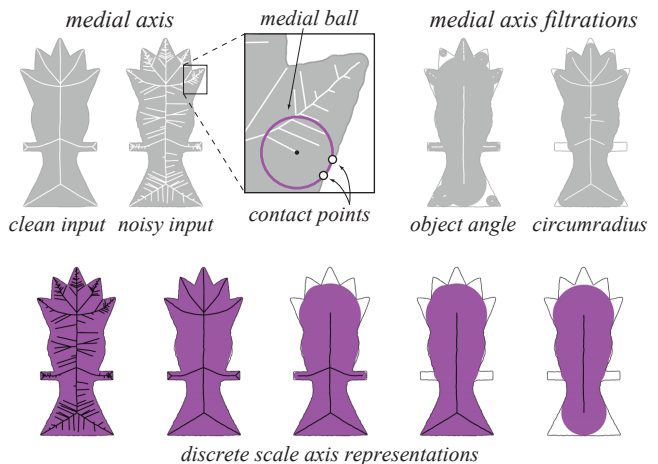 medial axis
medial ball
medial axis filtrations
clean input
noisy input
contact points
object angle
circumradius
discrete scale axis representations